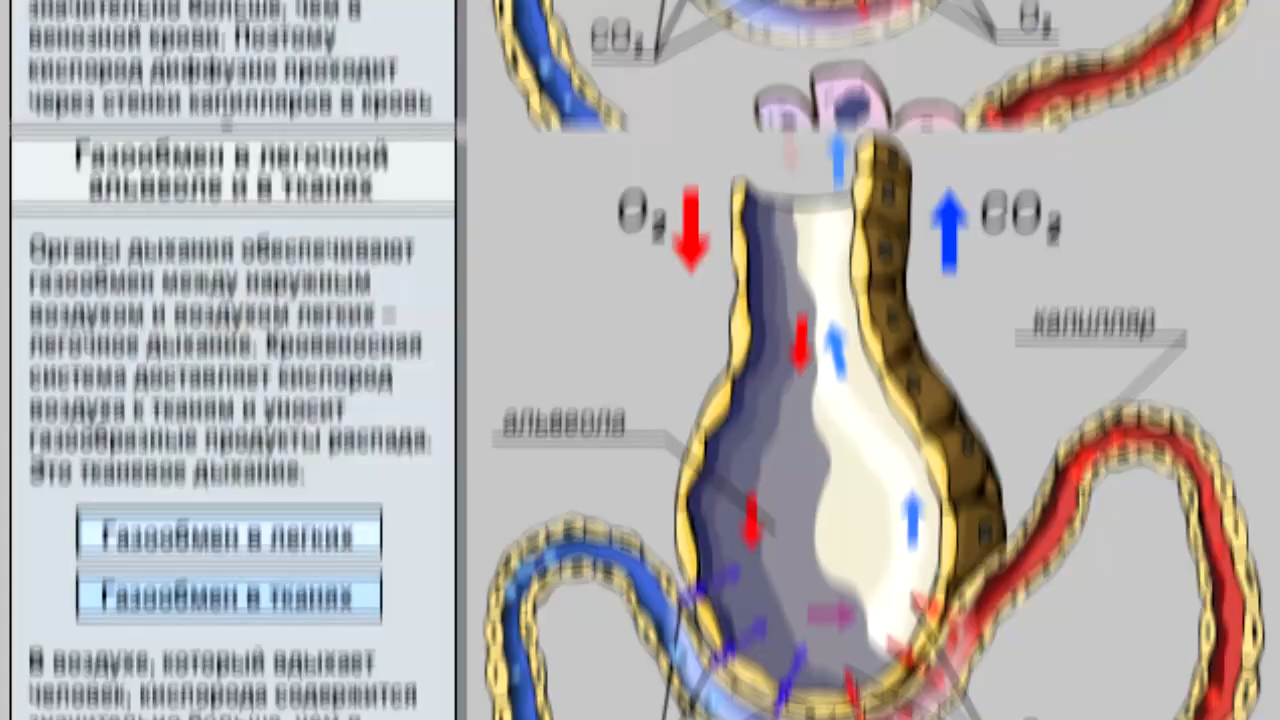 значительно больше, чем в
венозной крови. Поэтому
кислород диффузно проходит
через стенки капилляров в кровь
Газообмен в легочной
альвеоле и в тканях
Органы дыхания обеспечивают
газообмен между наружным
воздухом и воздухом легких -
легочное дыхание. Кровеносная
система доставляет кислород
воздуха к тканям и уносит
газообразные продукты распада.
Это тканевое дыхание.
Газообмен в легких
Газообмен в тканях
В воздухе, который вдыхает
человек, кислорода содержится
значительно больше, чем в
CO₂
O₂
O₂
CO₂
капилляр
альвеола